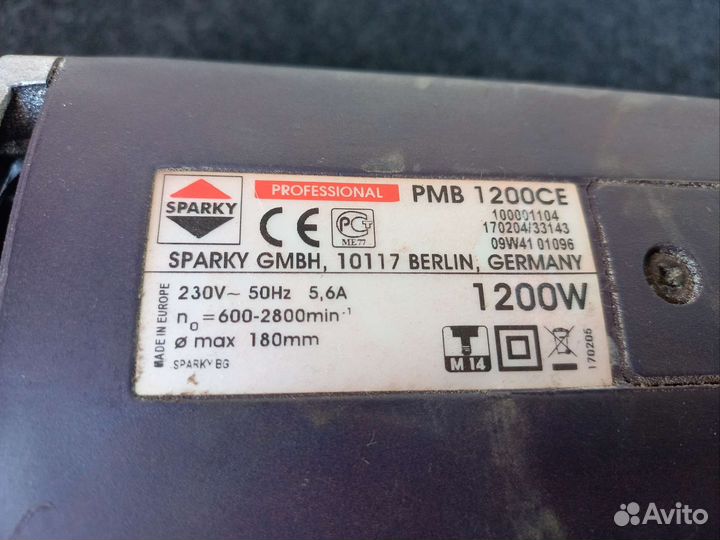 SPARKY
PROFESSIONAL
PMB 1200CE
100001104
170204/33143
09W41 01096
ME77
SPARKY GMBH, 10117 BERLIN, GERMANY
MADE IN EUROPE
230V~ 50Hz 5,6A
1200W
n₀=600-2800min⁻¹
ø max 180mm
M 14
SPARKY BG
170205
Avito